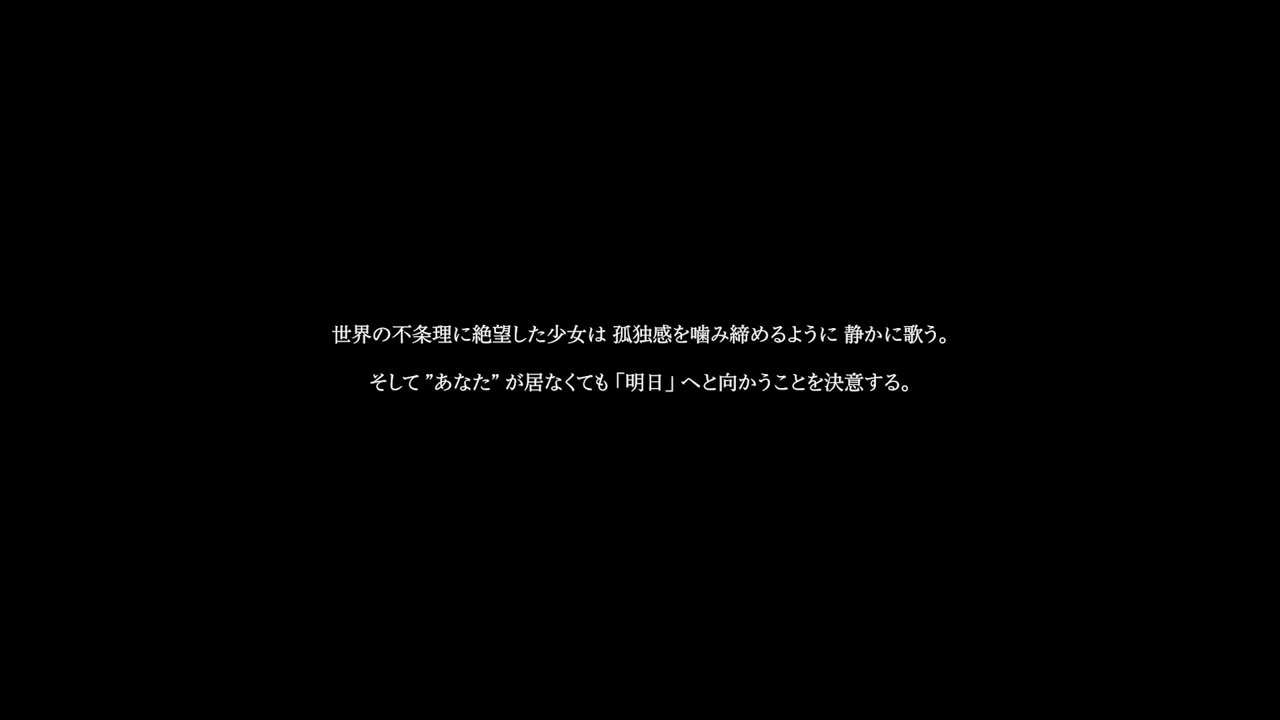 世界の不条理に絶望した少女は 孤独感を噛み締めるように 静かに歌う。
そして ”あなた” が居なくても 「明日」 へと向かうことを決意する。